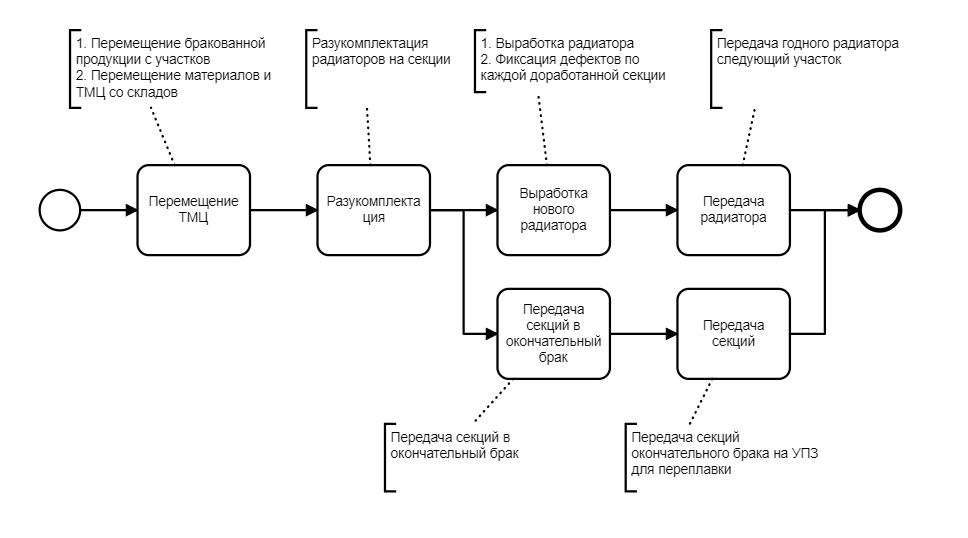 1. Перемещение бракованной
продукции с участков
2. Перемещение материалов и
ТМЦ со складов
Разукомплектация
радиаторов на секции
1. Выработка радиатора
2. Фиксация дефектов по
каждой доработанной секции
Передача годного радиатора
следующий участок
Перемещение
ТМЦ
Разукомплекта
ция
Выработка
нового
радиатора
Передача
радиатора
Передача
секций в
окончательный
брак
Передача
секций
Передача секций в
окончательный брак
Передача секций
окончательного брака на УПЗ
для переплавки